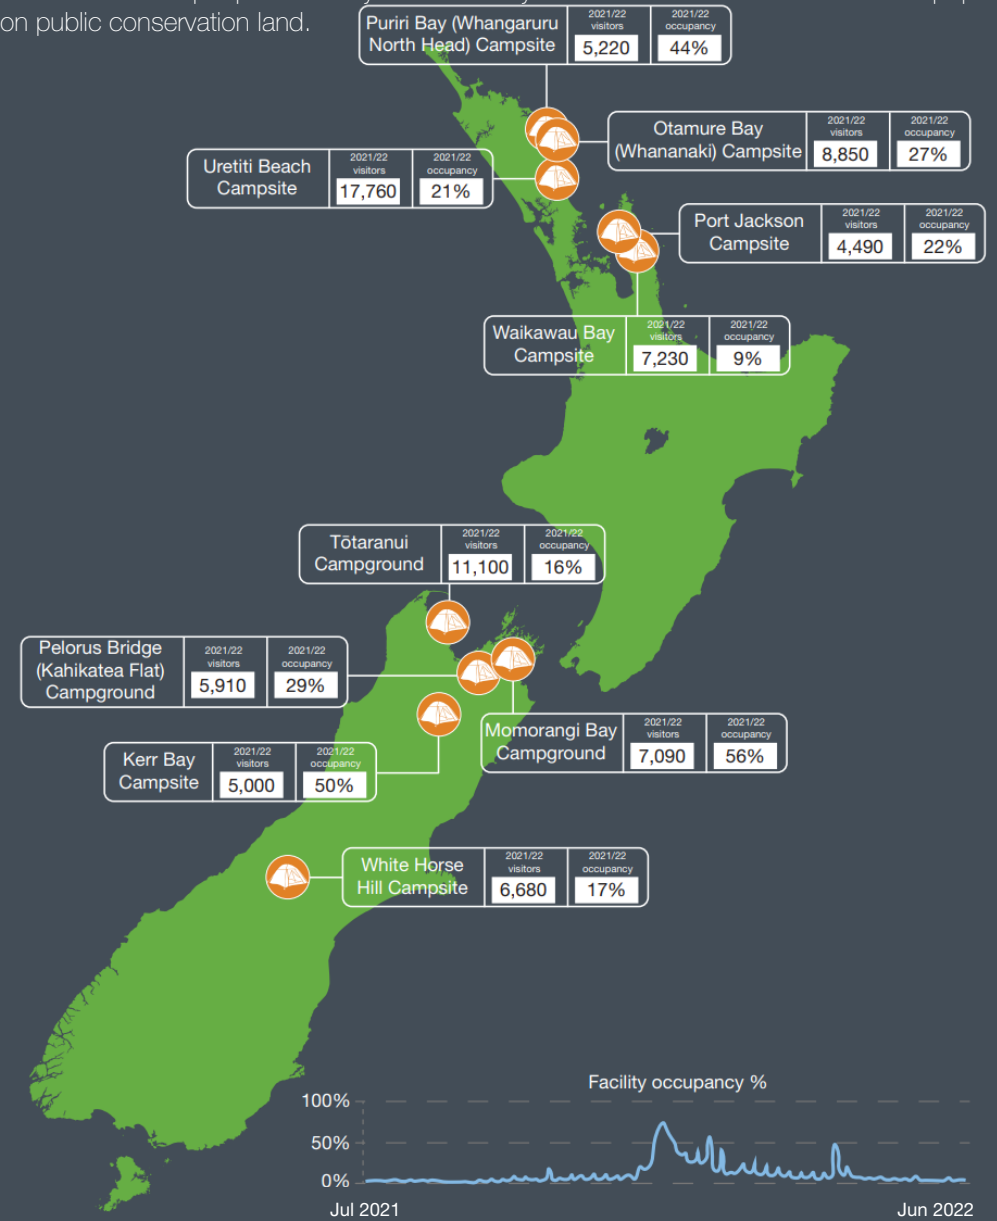 on public conservation land.
Puriri Bay (Whangaruru
North Head) Campsite
2021/22
visitors
5,220
2021/22
occupancy
44%
Otamure Bay
(Whananaki) Campsite
2021/22
visitors
8,850
2021/22
occupancy
27%
Uretiti Beach
Campsite
2021/22
visitors
17,760
2021/22
occupancy
21%
Port Jackson
Campsite
2021/22
visitors
4,490
2021/22
occupancy
22%
Waikawau Bay
Campsite
2021/22
visitors
7,230
2021/22
occupancy
9%
Tōtaranui
Campground
2021/22
visitors
11,100
2021/22
occupancy
16%
Pelorus Bridge
(Kahikatea Flat)
Campground
2021/22
visitors
5,910
2021/22
occupancy
29%
Momorangi Bay
Campground
2021/22
visitors
7,090
2021/22
occupancy
56%
Kerr Bay
Campsite
2021/22
visitors
5,000
2021/22
occupancy
50%
White Horse
Hill Campsite
2021/22
visitors
6,680
2021/22
occupancy
17%
Facility occupancy %
100%
50%
0%
Jul 2021
Jun 2022